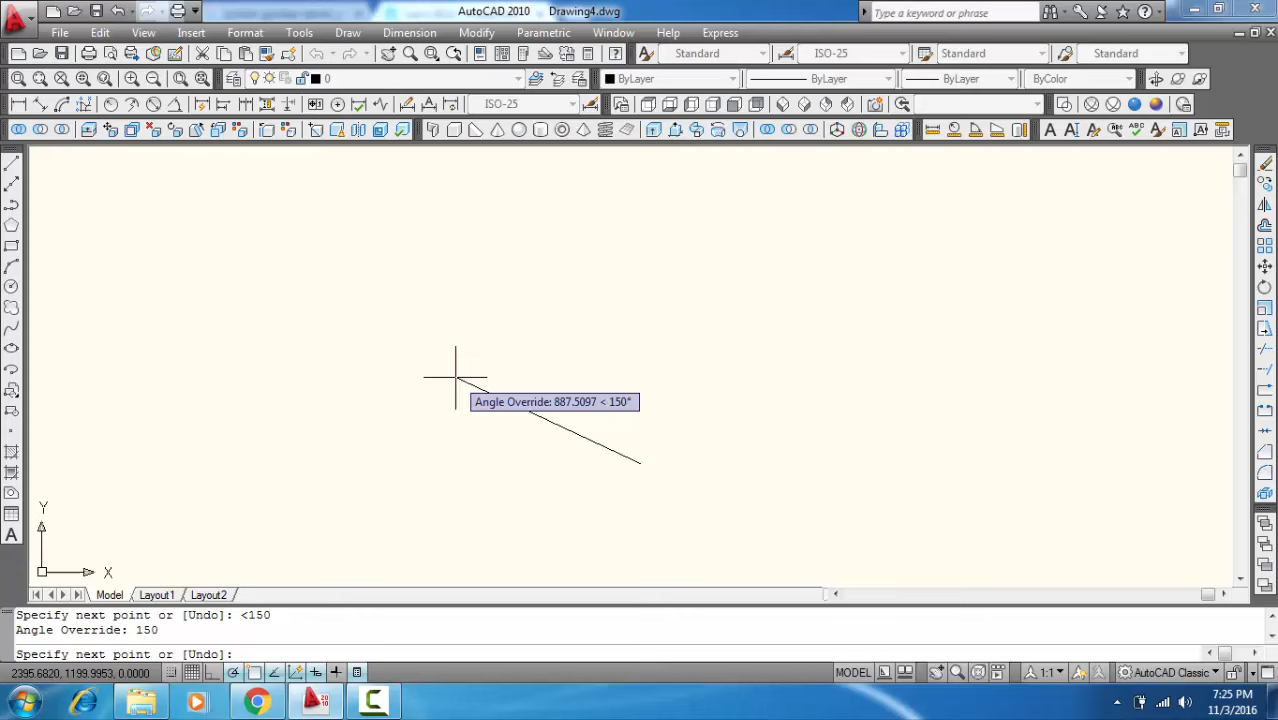 AutoCAD 2010 Drawing4.dwg
Type a keyword or phrase
File Edit View Insert Format Tools Draw Dimension Modify Parametric Window Help Express
Standard ISO-25 Standard Standard
0 ByLayer ByLayer ByLayer ByColor
ISO-25
Angle Override: 887.5097 < 150°
Y
X
Model Layout1 Layout2
Specify next point or [Undo]: <150
Angle Override: 150
Specify next point or [Undo]:
2395.6820, 1199.9953, 0.0000 MODEL 1:1 AutoCAD Classic
7:25 PM
11/3/2016